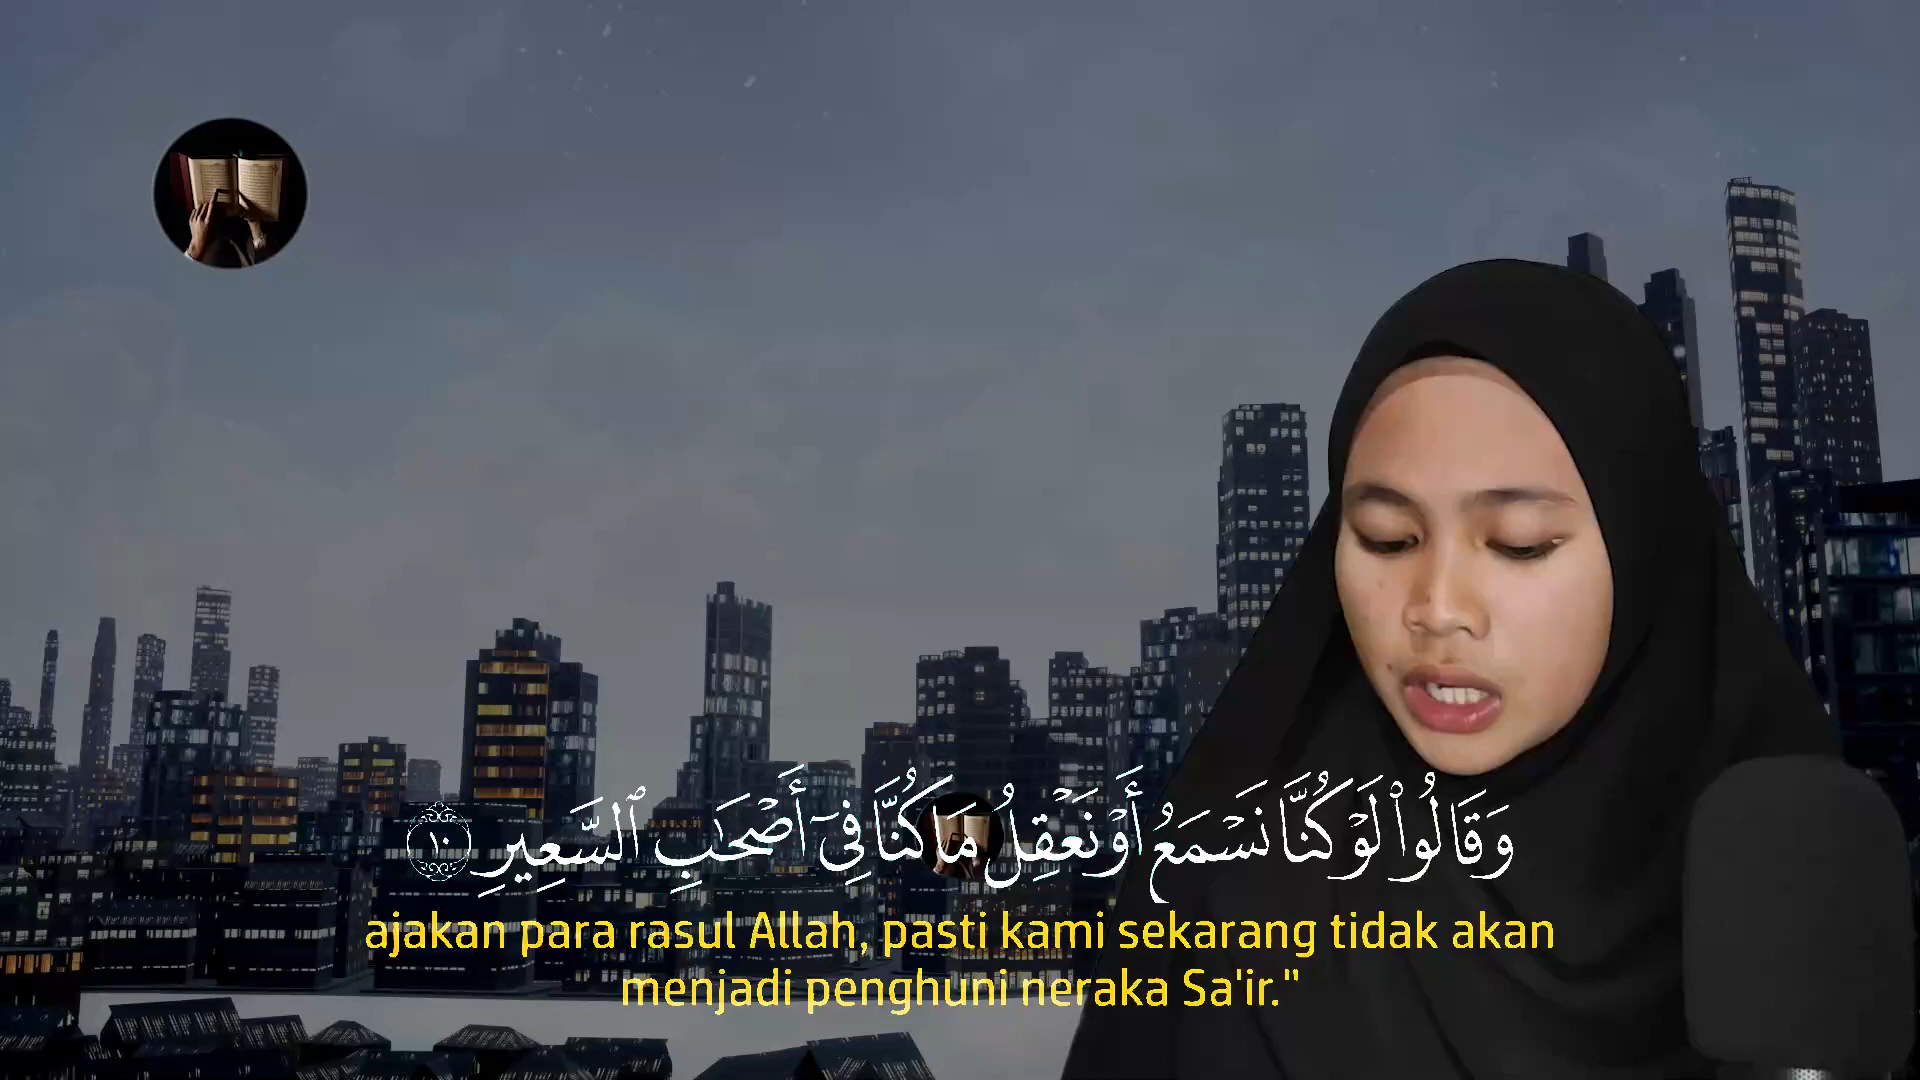 وَقَالُوا۟ لَوْ كُنَّا نَسْمَعُ أَوْ نَعْقِلُ مَا كُنَّا فِىٓ أَصْحَٰبِ ٱلسَّعِيرِ ١٠
ajakan para rasul Allah, pasti kami sekarang tidak akan
menjadi penghuni neraka Sa'ir."